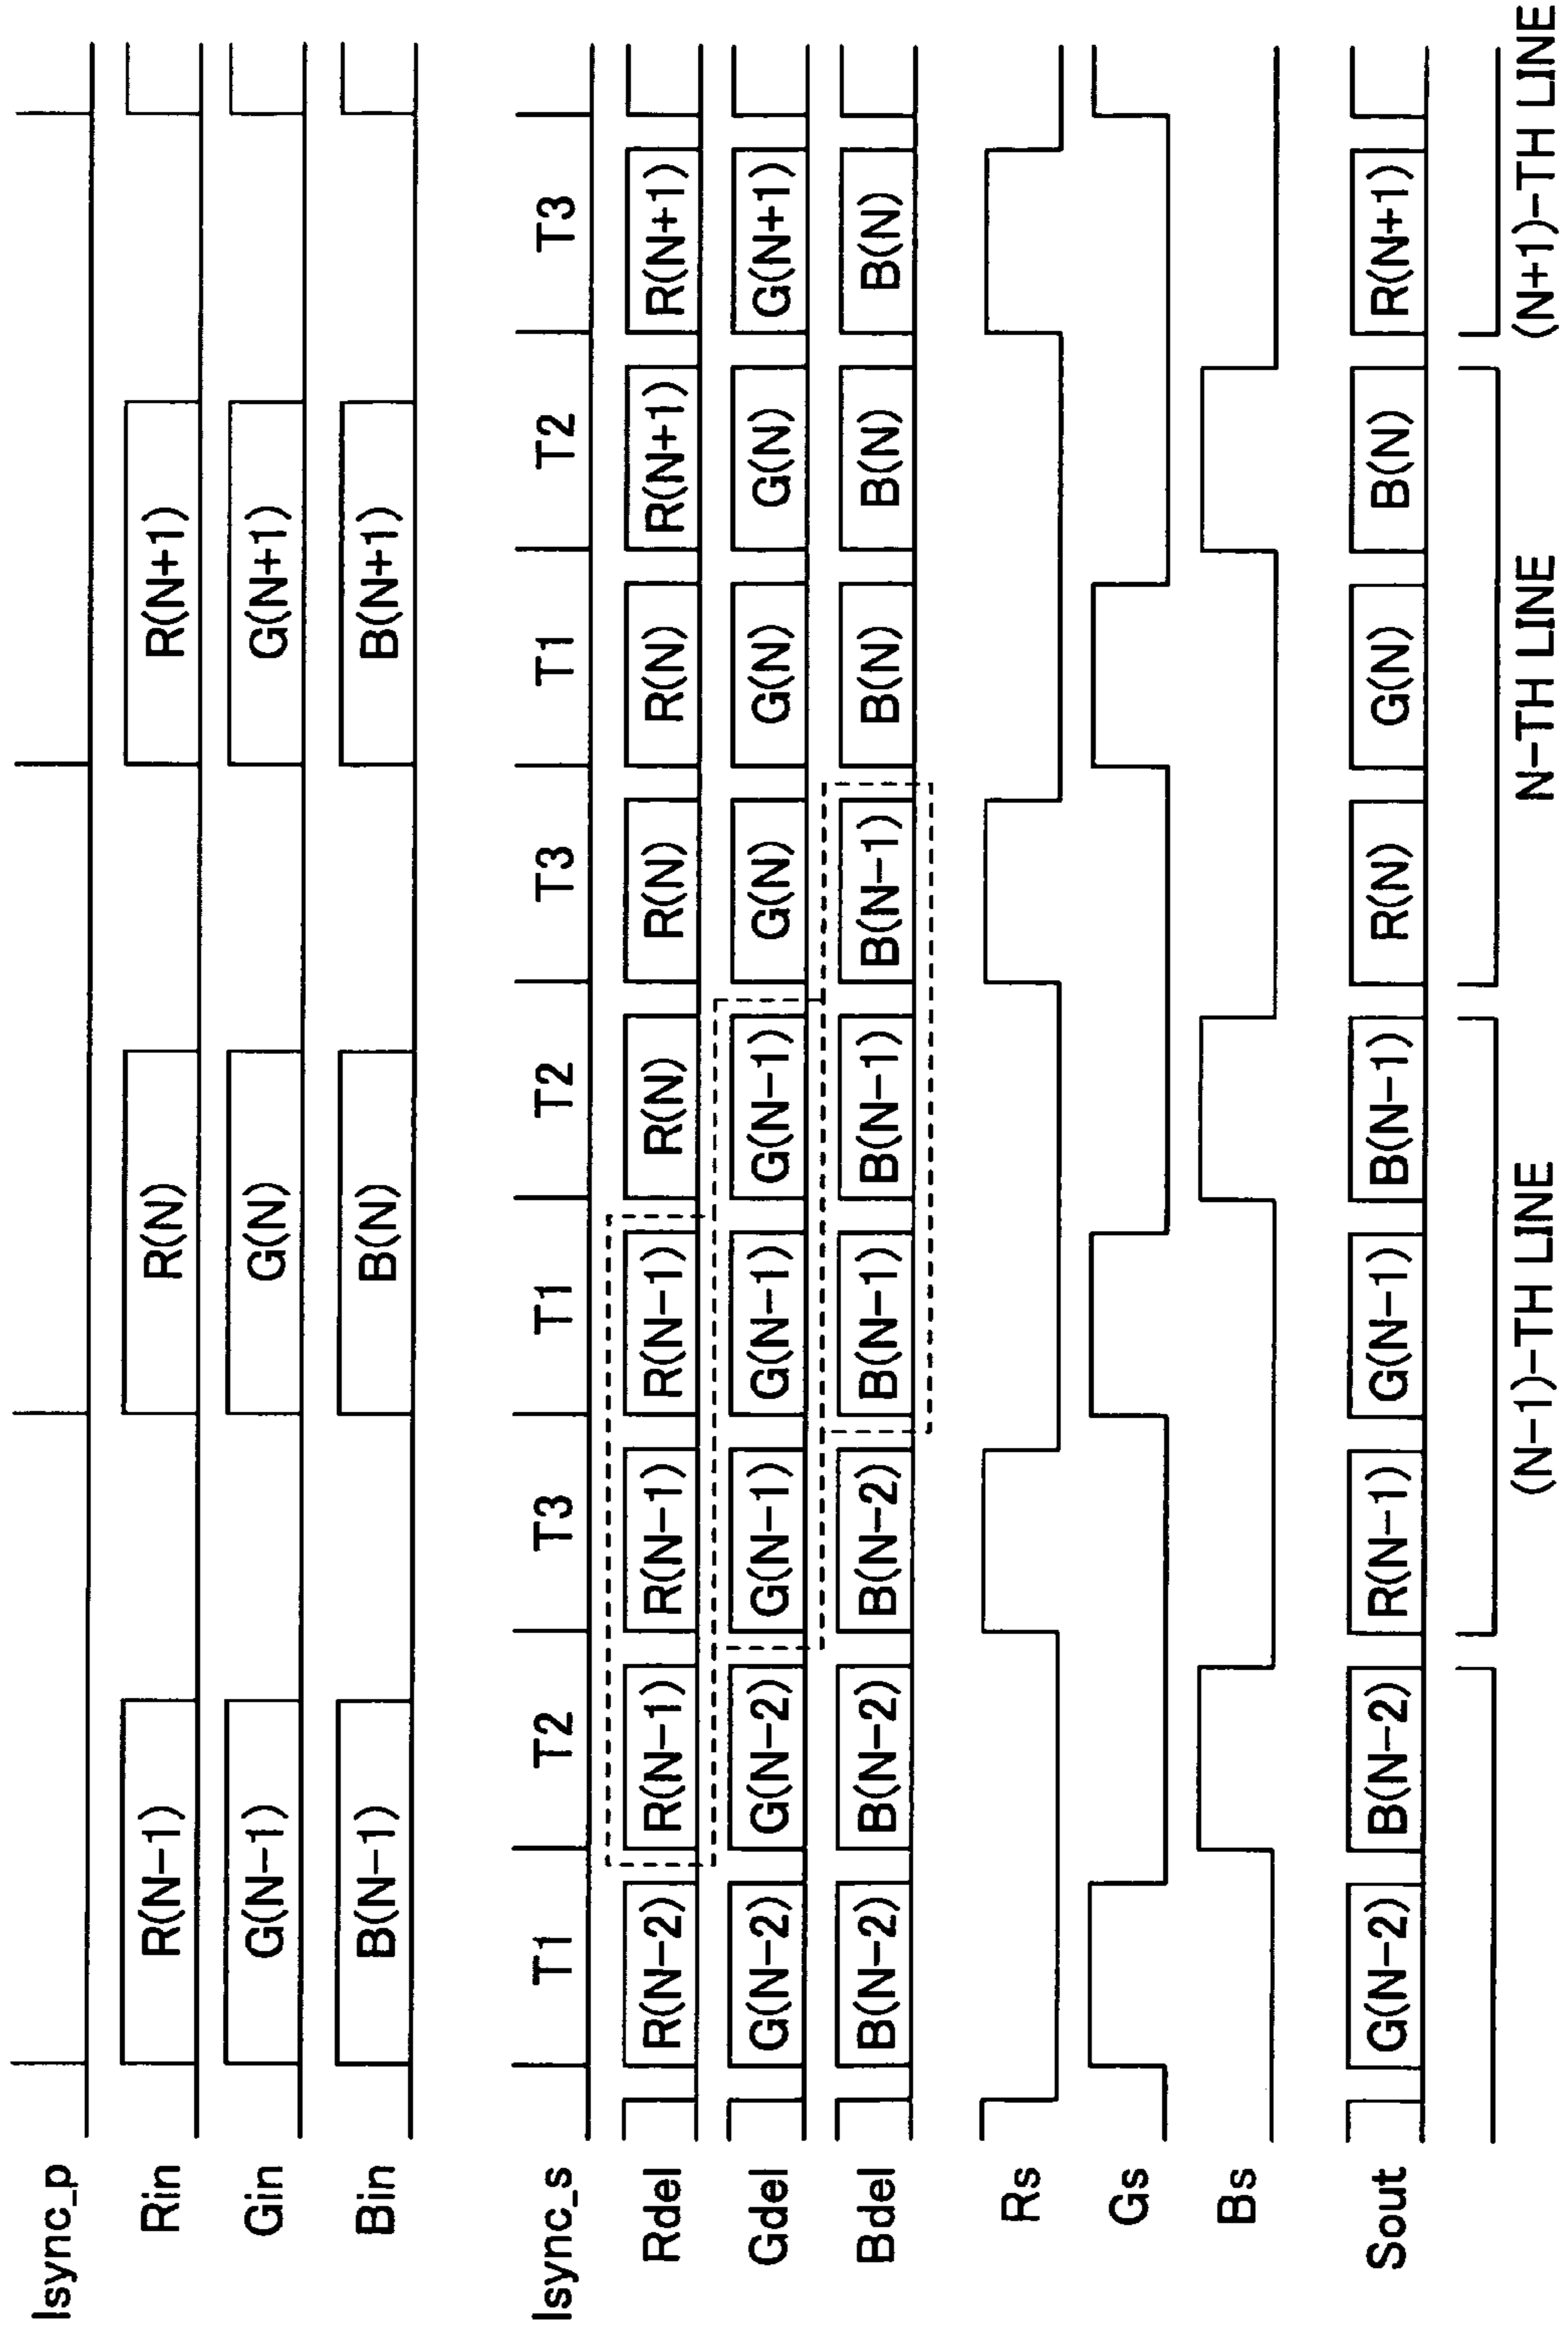 lsync_p
Rin R(N−1) R(N) R(N+1)
Gin G(N−1) G(N) G(N+1)
Bin B(N−1) B(N) B(N+1)
lsync_s T1 T2 T3 T1 T2 T3 T1 T2 T3
Rdel R(N−2) R(N−1) R(N−1) R(N−1) R(N) R(N) R(N) R(N+1) R(N+1)
Gdel G(N−2) G(N−2) G(N−1) G(N−1) G(N−1) G(N) G(N) G(N) G(N+1)
Bdel B(N−2) B(N−2) B(N−2) B(N−1) B(N−1) B(N−1) B(N) B(N) B(N)
Rs
Gs
Bs
Sout G(N−2) B(N−2) R(N−1) G(N−1) B(N−1) R(N) G(N) B(N) R(N+1)
(N−1)−TH LINE N−TH LINE (N+1)−TH LINE